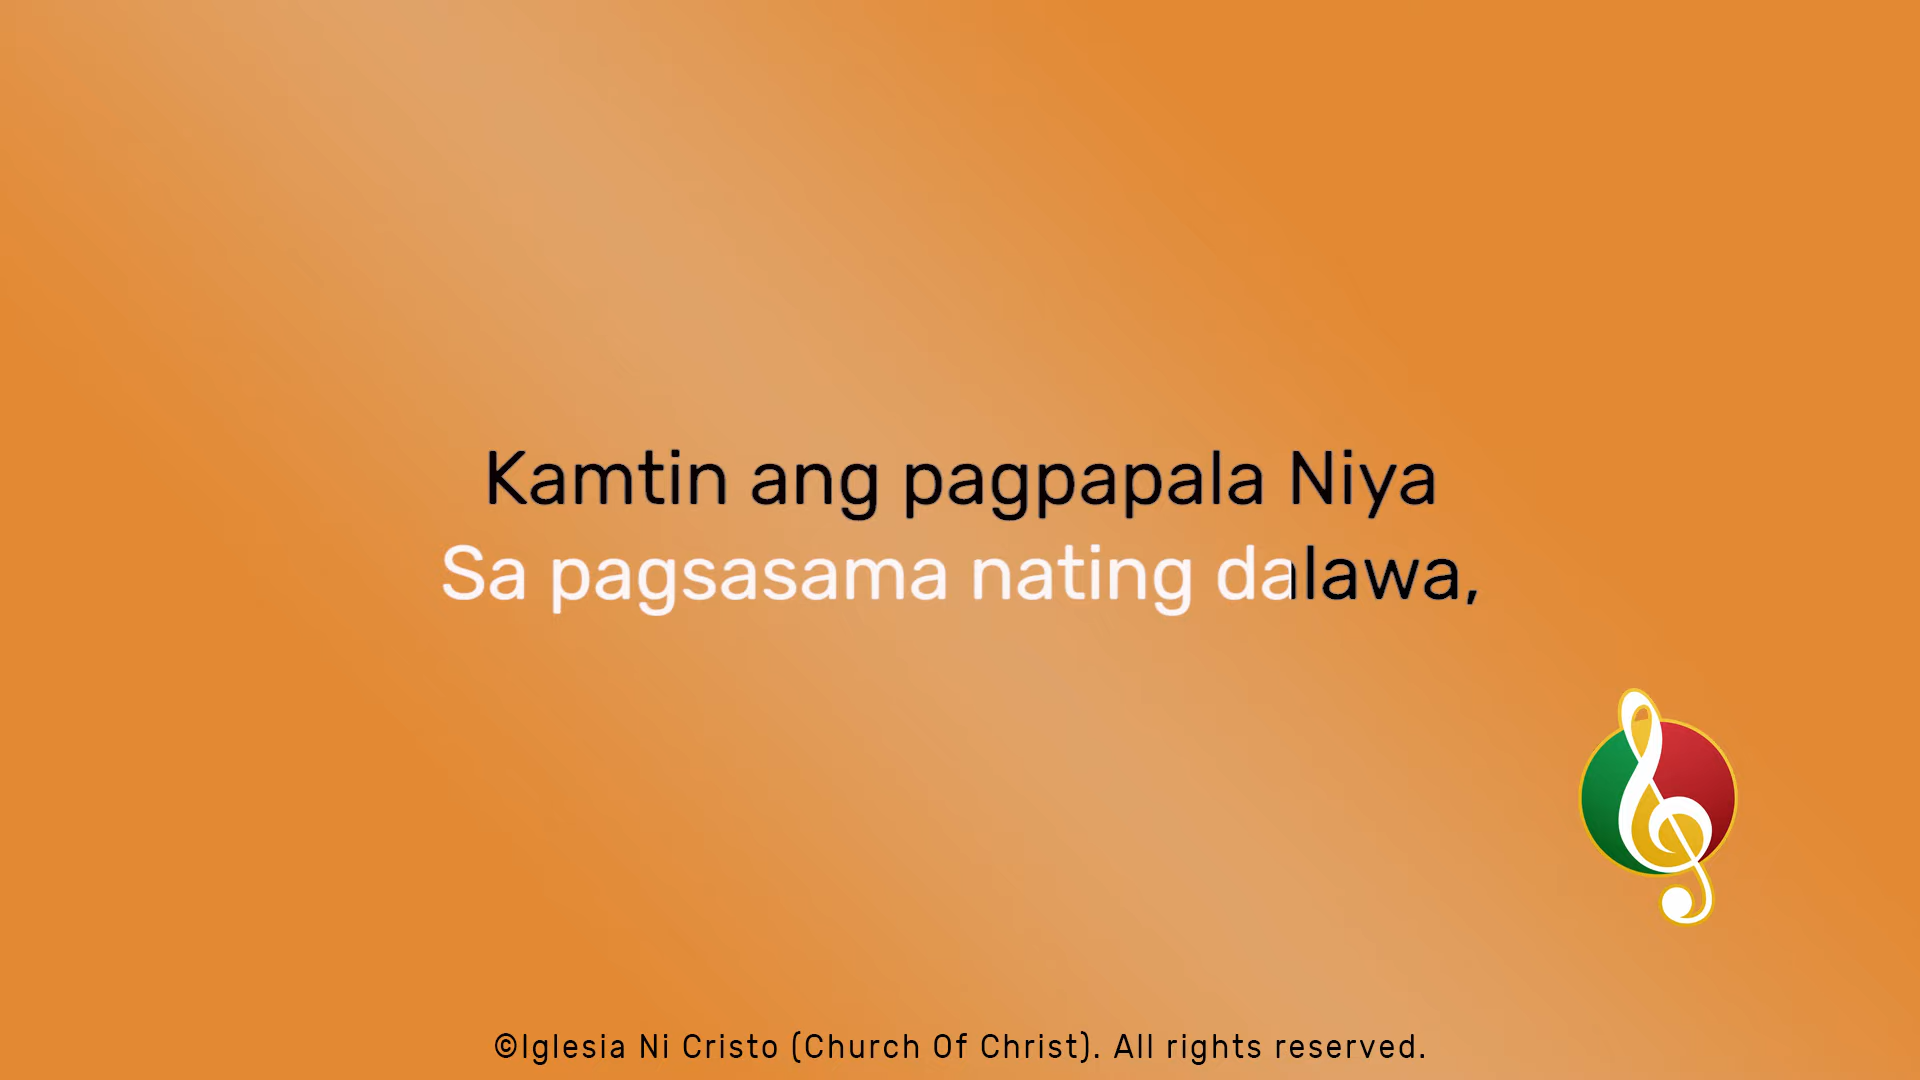 Kamtin ang pagpapala Niya
Sa pagsasama nating dalawa,
©Iglesia Ni Cristo (Church Of Christ). All rights reserved.